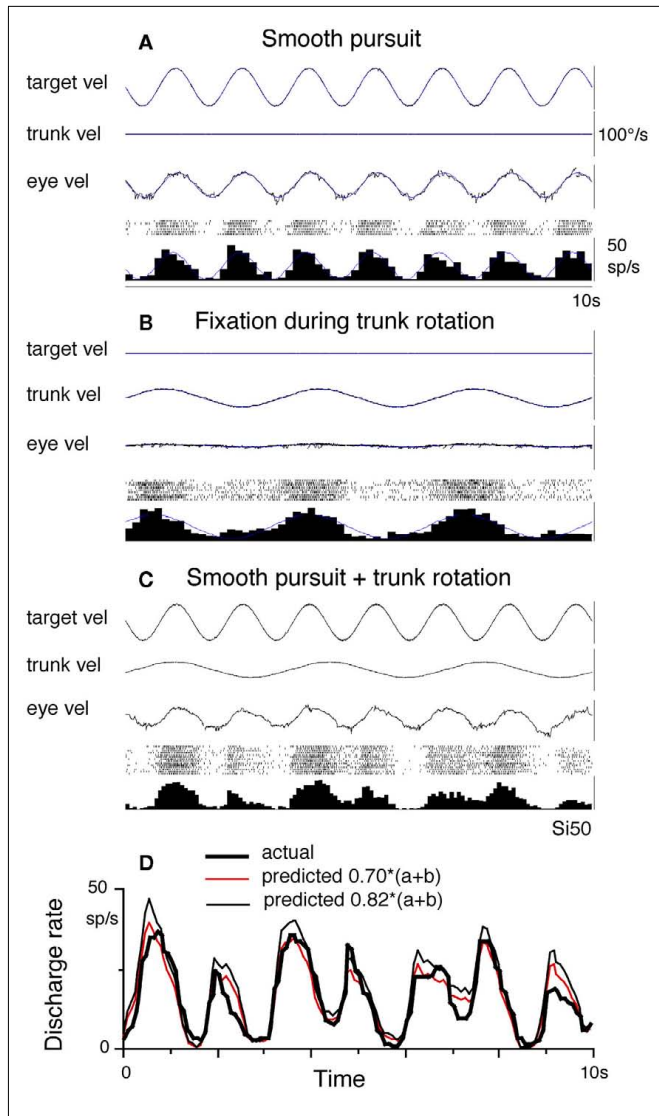 A Smooth pursuit
target vel
trunk vel
100°/s
eye vel
50
sp/s
10s
B Fixation during trunk rotation
target vel
trunk vel
eye vel
C Smooth pursuit + trunk rotation
target vel
trunk vel
eye vel
Si50
D
actual
predicted 0.70*(a+b)
predicted 0.82*(a+b)
50
sp/s
Discharge rate
0
0
Time
10s